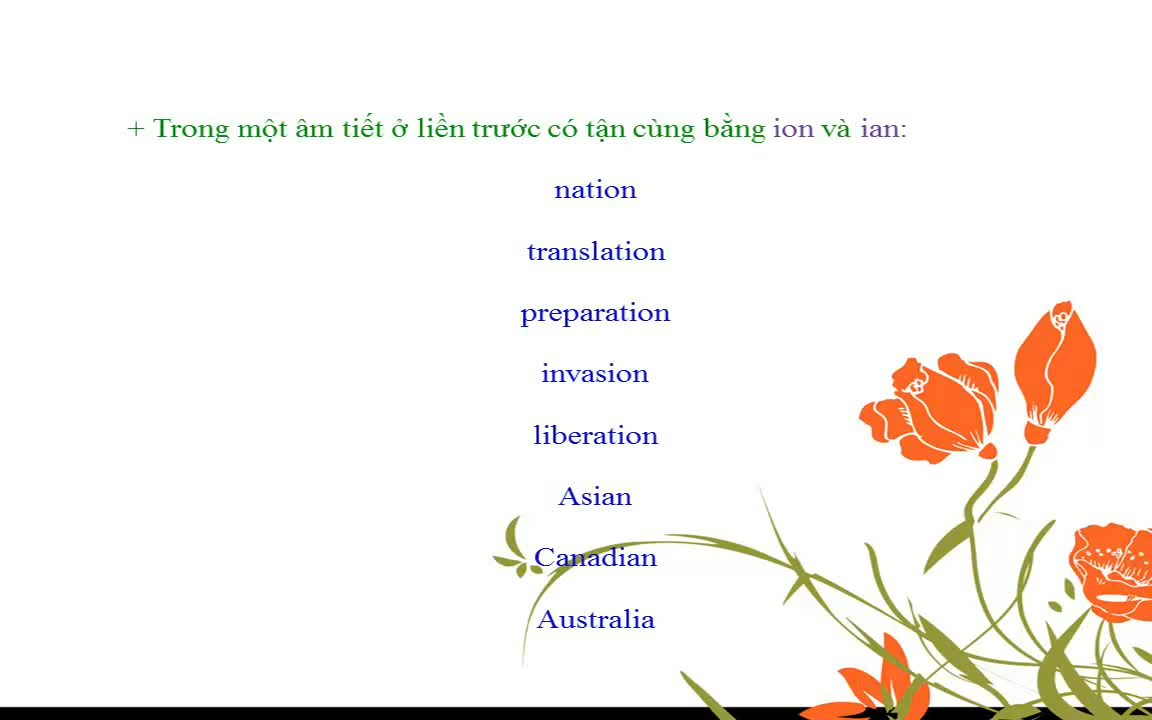 + Trong một âm tiết ở liền trước có tận cùng bằng ion và ian:
nation
translation
preparation
invasion
liberation
Asian
Canadian
Australia